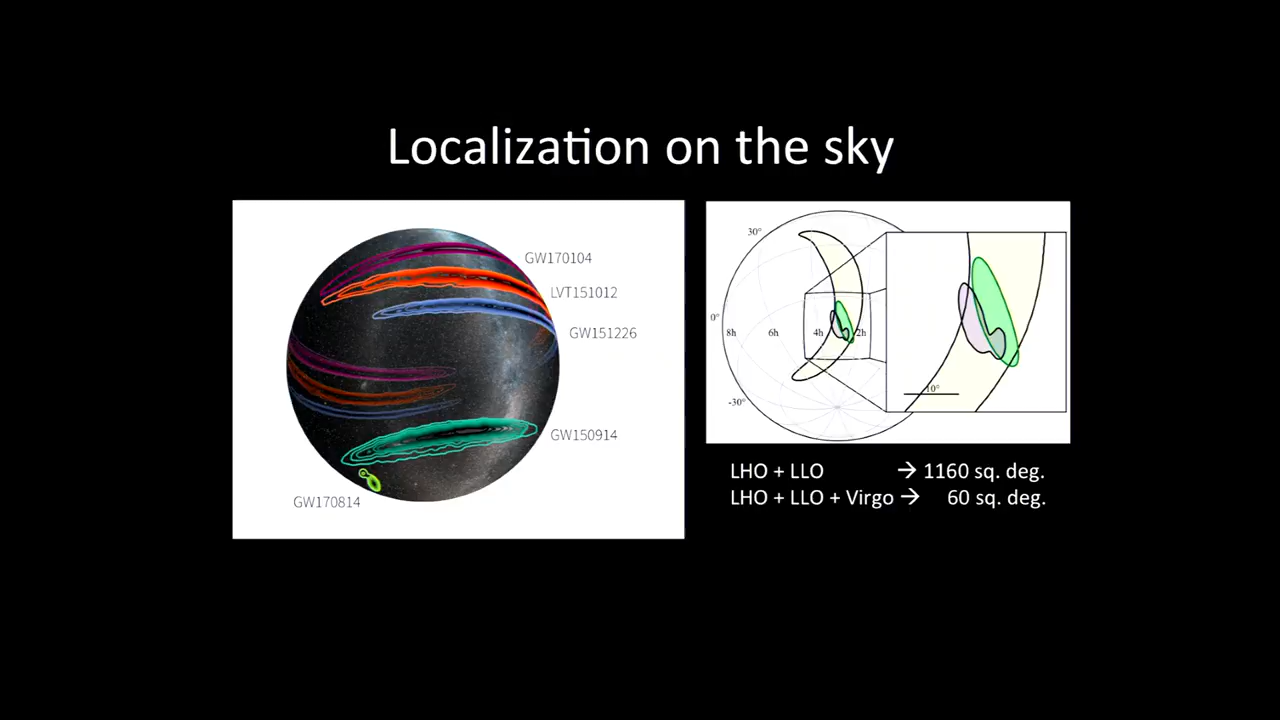 Localization on the sky
GW170104
LVT151012
GW151226
GW150914
GW170814
30°
0°
8h 6h 4h 2h
-30°
10°
LHO + LLO → 1160 sq. deg.
LHO + LLO + Virgo → 60 sq. deg.